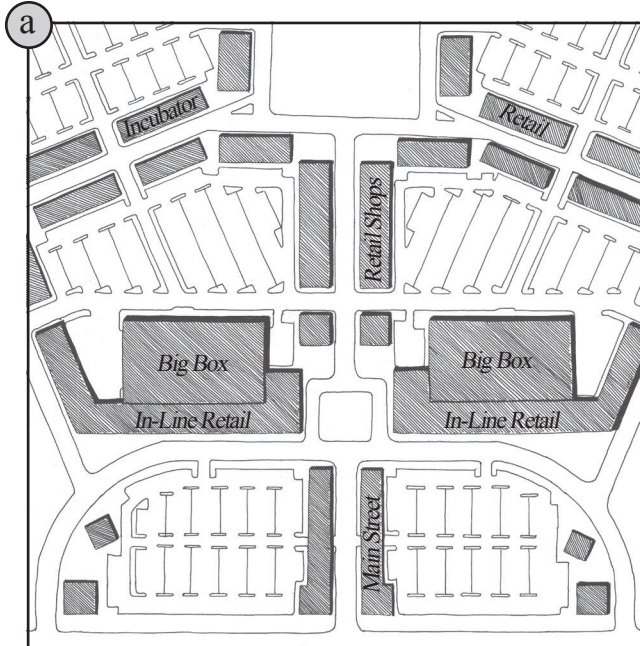 a
Incubator
Retail
Retail Shops
Big Box
Big Box
In-Line Retail
In-Line Retail
Main Street